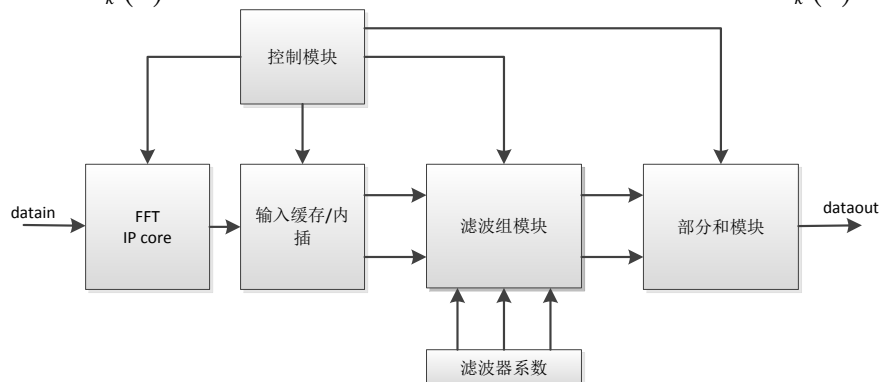 k
k
控制模块
datain
FFT
IP core
输入缓存/内
插
滤波组模块
部分和模块
dataout
滤波器系数